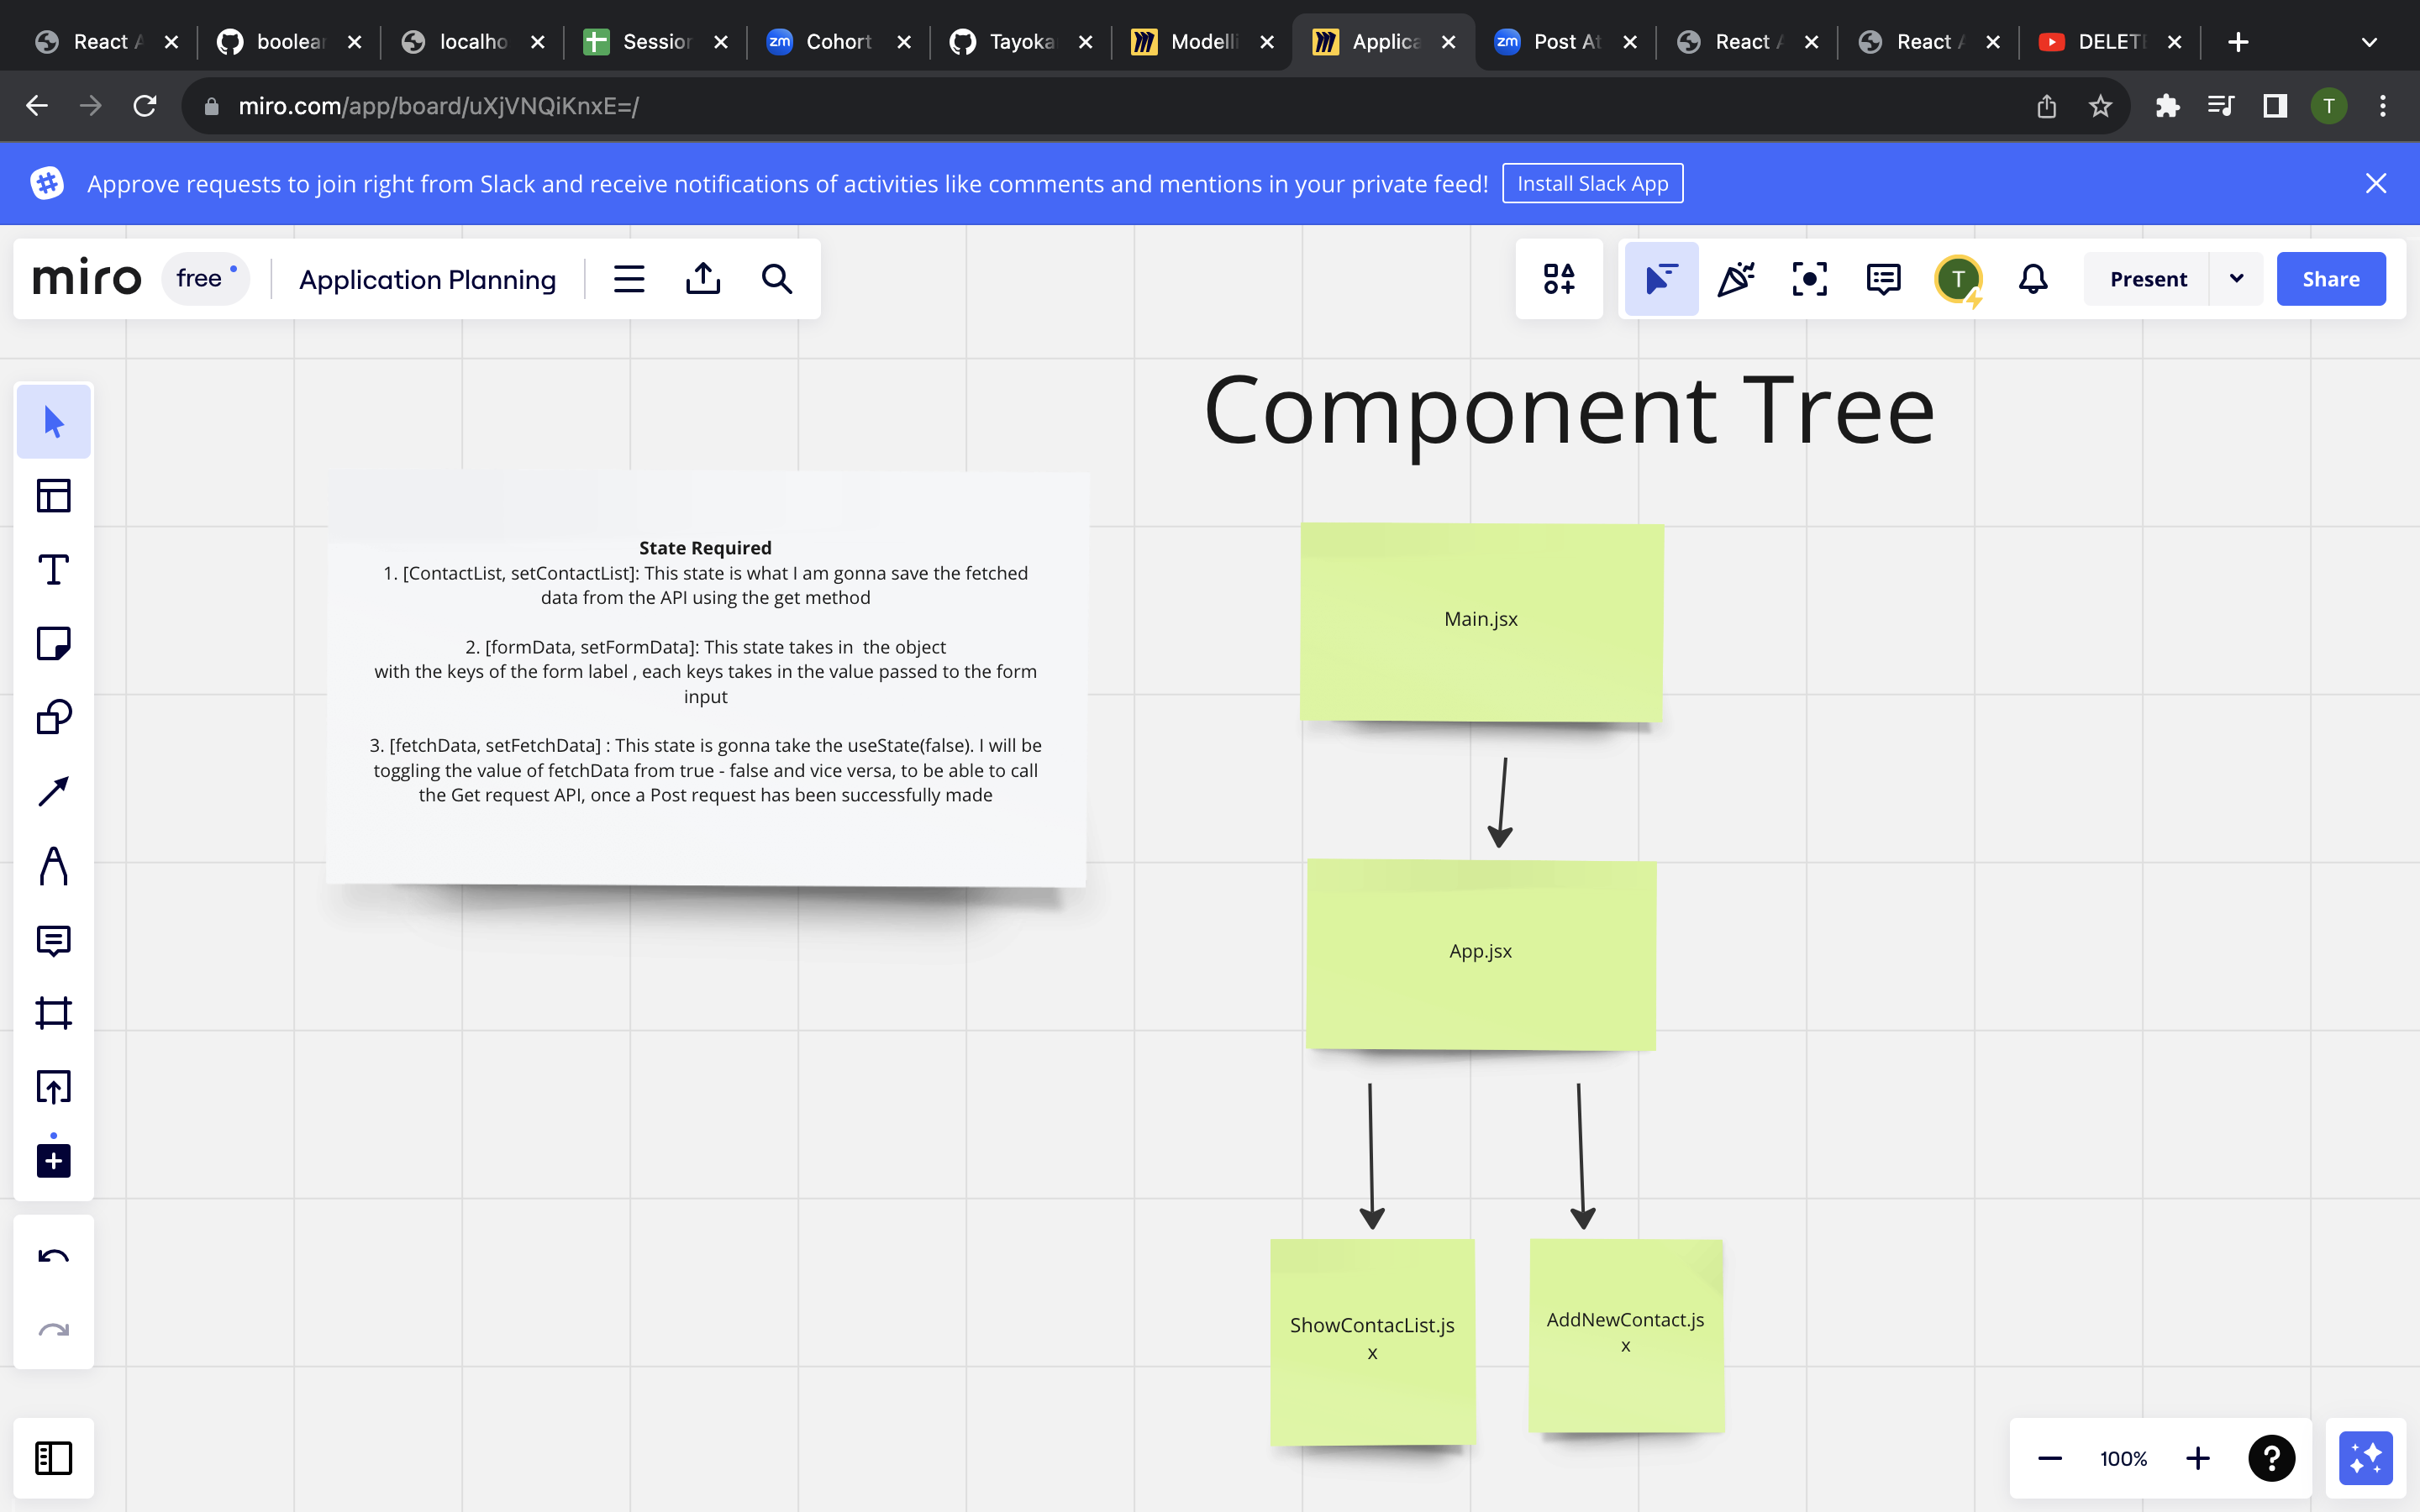 React A
boolear
localho
Session
Cohort
Tayoka
Modelli
Applica
Post At
React A
React A
DELETE
miro.com/app/board/uXjVNQiKnxE=/
T
Approve requests to join right from Slack and receive notifications of activities like comments and mentions in your private feed!
Install Slack App
miro
free
Application Planning
T
Present
Share
Component Tree
State Required
1. [ContactList, setContactList]: This state is what I am gonna save the fetched
data from the API using the get method
2. [formData, setFormData]: This state takes in  the object
with the keys of the form label , each keys takes in the value passed to the form
input
3. [fetchData, setFetchData] : This state is gonna take the useState(false). I will be
toggling the value of fetchData from true - false and vice versa, to be able to call
the Get request API, once a Post request has been successfully made
Main.jsx
App.jsx
ShowContacList.js
x
AddNewContact.js
x
100%